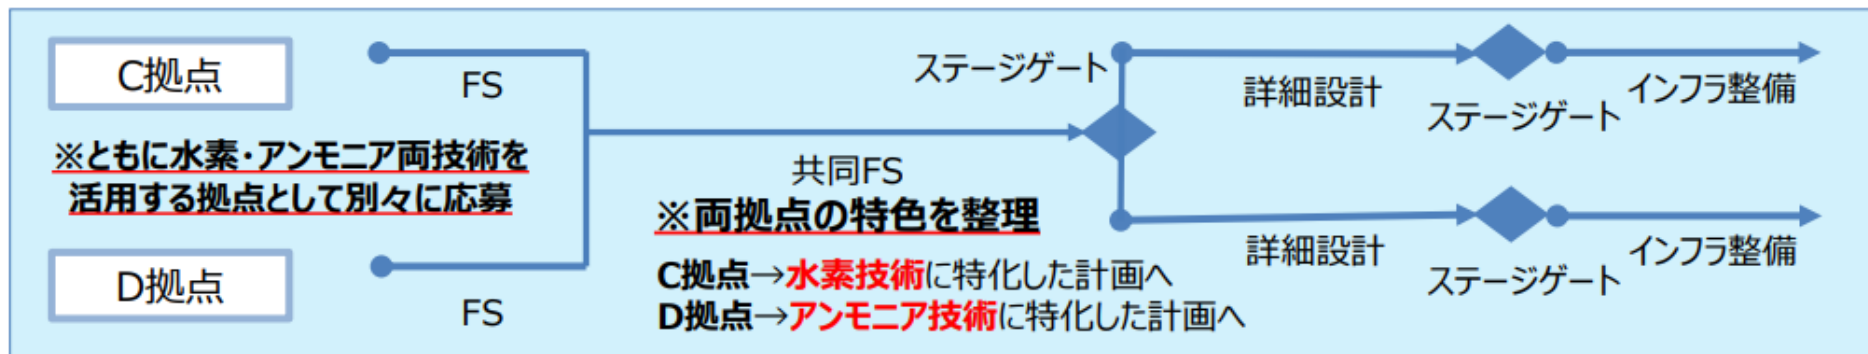 C拠点
FS
※ともに水素・アンモニア両技術を
活用する拠点として別々に応募
D拠点
FS
共同FS
※両拠点の特色を整理
C拠点→水素技術に特化した計画へ
D拠点→アンモニア技術に特化した計画へ
ステージゲート
詳細設計
ステージゲート
インフラ整備
詳細設計
ステージゲート
インフラ整備